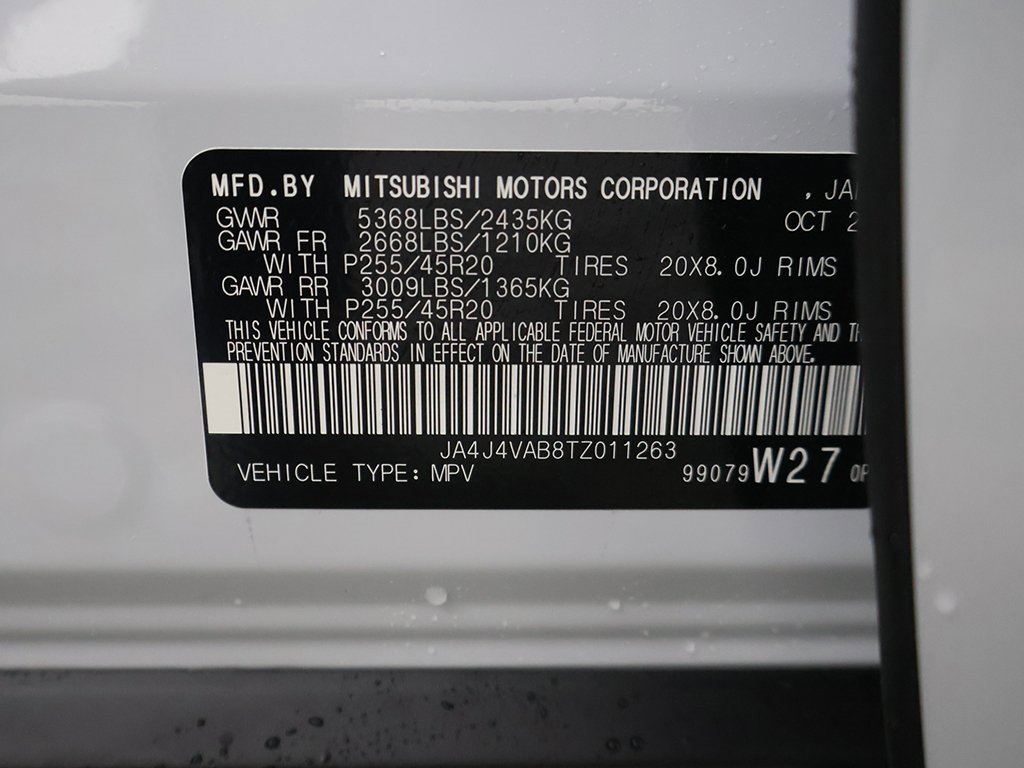 MFD.BY MITSUBISHI MOTORS CORPORATION , JA
GVWR 5368LBS/2435KG OCT 2
GAWR FR 2668LBS/1210KG
WITH P255/45R20 TIRES 20X8.0J RIMS
GAWR RR 3009LBS/1365KG
WITH P255/45R20 TIRES 20X8.0J RIMS
THIS VEHICLE CONFORMS TO ALL APPLICABLE FEDERAL MOTOR VEHICLE SAFETY AND
PREVENTION STANDARDS IN EFFECT ON THE DATE OF MANUFACTURE SHOWN ABOVE.
JA4J4VAB8TZ011263
VEHICLE TYPE: MPV 99079 W27 0P